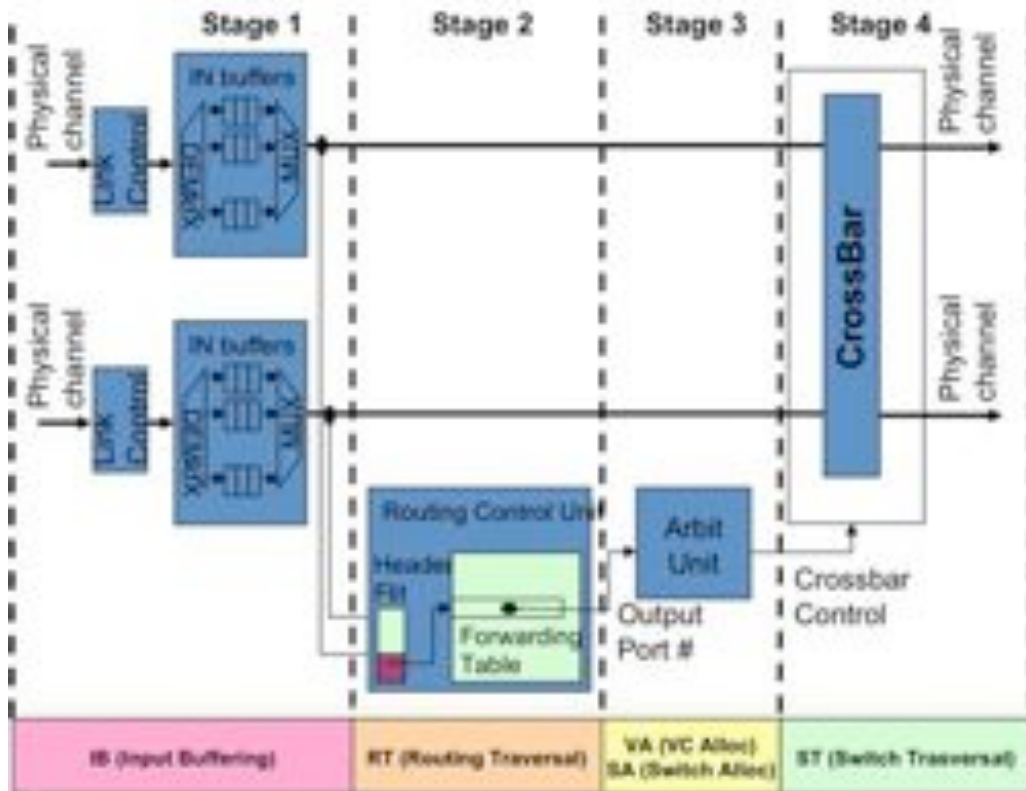 Stage 1
Stage 2
Stage 3
Stage 4
Physical
channel
Link
Control
IN buffers
DEMUX
MUX
Physical
channel
CrossBar
Physical
channel
Link
Control
IN buffers
DEMUX
MUX
Physical
channel
Routing Control Unit
Header
Flit
Forwarding
Table
Arbit
Unit
Output
Port #
Crossbar
Control
IB (Input Buffering)
RT (Routing Traversal)
VA (VC Alloc)
SA (Switch Alloc)
ST (Switch Trasversal)